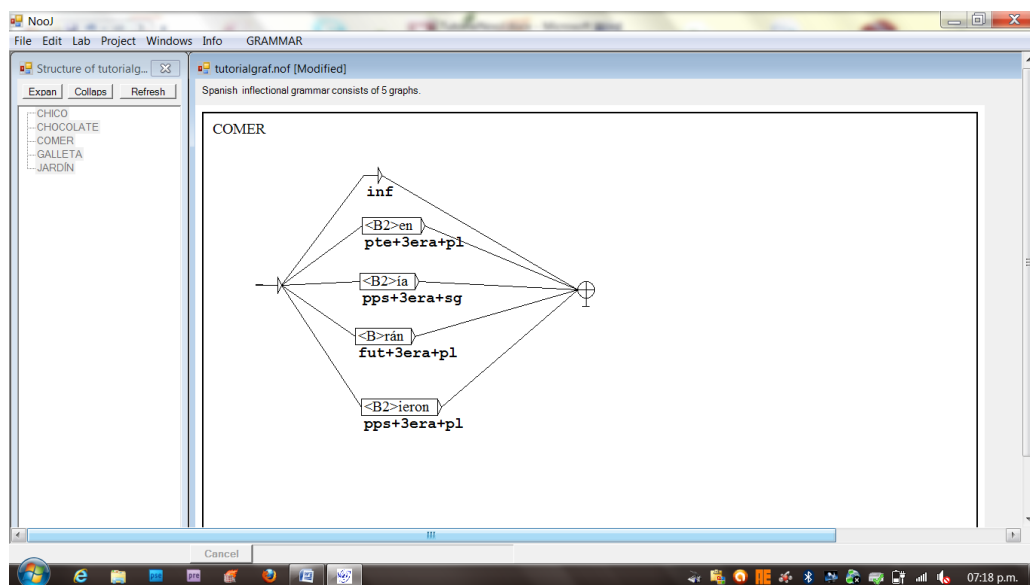 NooJ
File Edit Lab Project Windows Info GRAMMAR
Structure of tutorialg...
Expan Collaps Refresh
CHICO
CHOCOLATE
COMER
GALLETA
JARDÍN
tutorialgraf.nof [Modified]
Spanish inflectional grammar consists of 5 graphs.
COMER
inf
<B2>en
pte+3era+pl
<B2>ía
pps+3era+sg
<B>rán
fut+3era+pl
<B2>ieron
pps+3era+pl
Cancel
07:18 p.m.